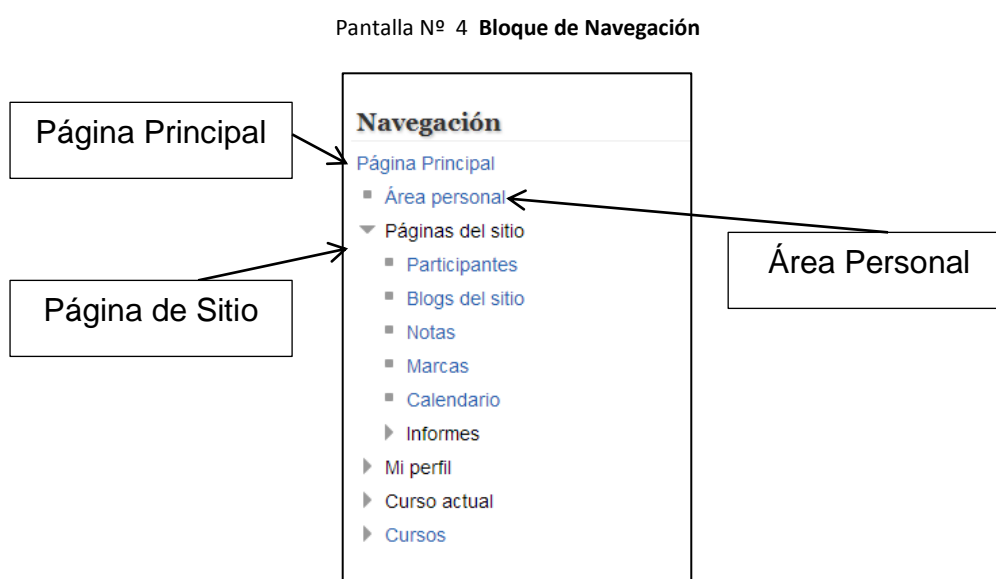 Pantalla Nº 4 Bloque de Navegación
Página Principal
Navegación
Página Principal
Área personal
Páginas del sitio
Participantes
Blogs del sitio
Notas
Marcas
Calendario
Informes
Mi perfil
Curso actual
Cursos
Página de Sitio
Área Personal